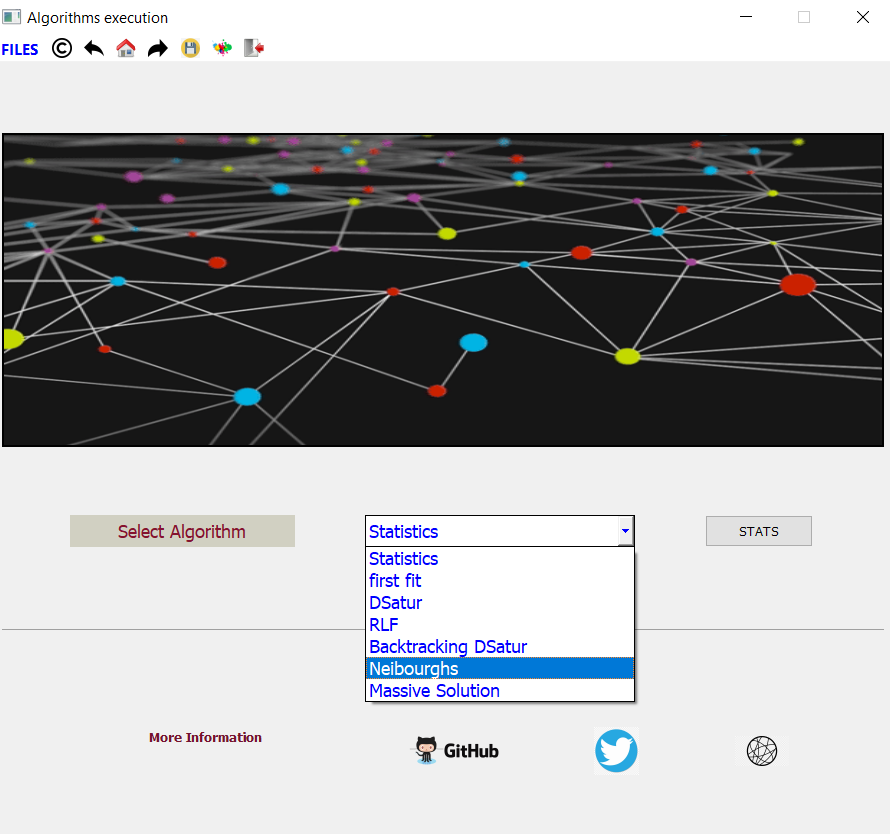 Algorithms execution
FILES ©
Select Algorithm
Statistics
STATS
Statistics
first fit
DSatur
RLF
Backtracking DSatur
Neibourghs
Massive Solution
More Information
GitHub